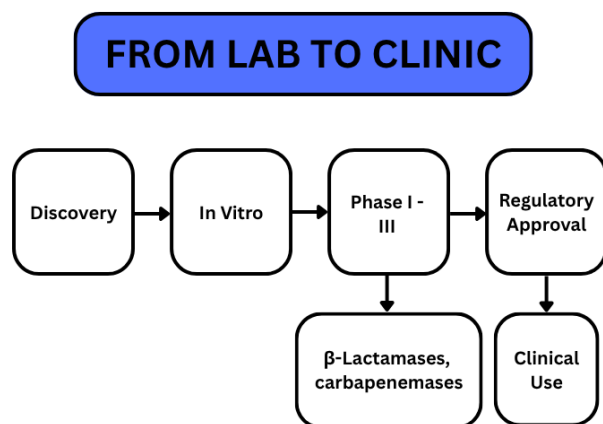 FROM LAB TO CLINIC
Discovery
In Vitro
Phase I -
III
Regulatory
Approval
β-Lactamases,
carbapenemases
Clinical
Use